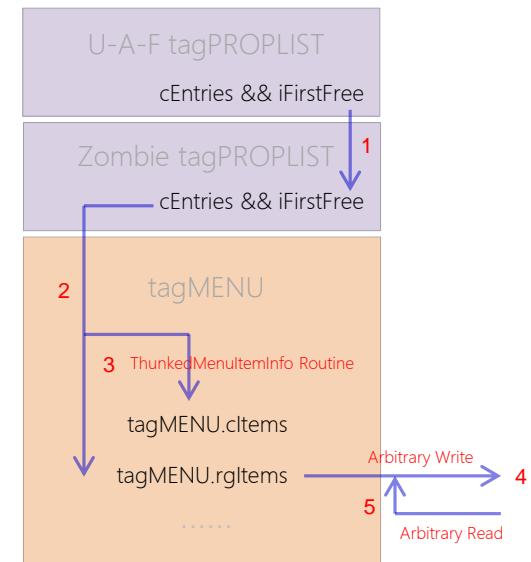 U-A-F tagPROPLIST
cEntries && iFirstFree
1
Zombie tagPROPLIST
cEntries && iFirstFree
2
tagMENU
3 ThunkedMenuItemInfo Routine
tagMENU.cItems
Arbitrary Write
tagMENU.rgItems
4
5
Arbitrary Read
......